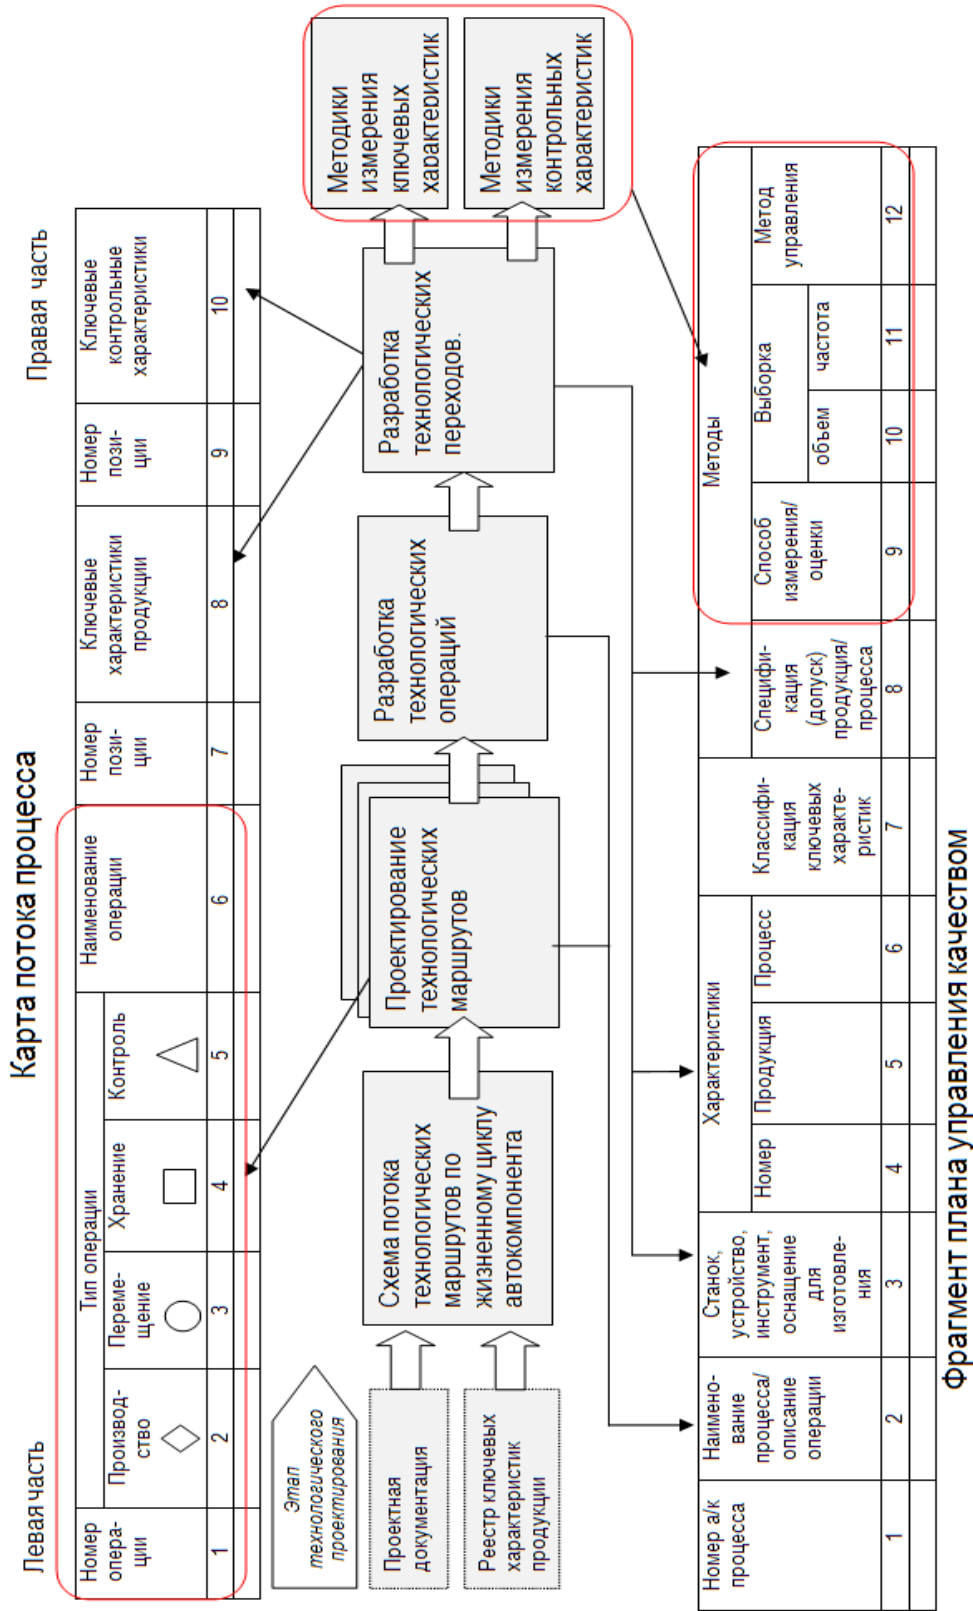 Карта потока процесса
Левая часть
Правая часть
Номер
опера-
ции
Тип операции
Производ-
ство
Переме-
щение
Хранение
Контроль
Наименование
операции
Номер
пози-
ции
Ключевые
характеристики
продукции
Номер
пози-
ции
Ключевые
контрольные
характеристики
1
2
3
4
5
6
7
8
9
10
Этап
технологического
проектирования
Проектная
документация
Реестр ключевых
характеристик
продукции
Схема потока
технологических
маршрутов по
жизненному циклу
автокомпонента
Проектирование
технологических
маршрутов
Разработка
технологических
операций
Разработка
технологических
переходов.
Методики
измерения
ключевых
характеристик
Методики
измерения
контрольных
характеристик
Номер а/к
процесса
Наимено-
вание
процесса/
описание
операции
Станок,
устройство,
инструмент,
оснащение
для
изготовле-
ния
Характеристики
Номер
Продукция
Процесс
Классифи-
кация
ключевых
характе-
ристик
Специфи-
кация
(допуск)
продукция/
процесса
Методы
Способ
измерения/
оценки
Выборка
объем
частота
Метод
управления
1
2
3
4
5
6
7
8
9
10
11
12
Фрагмент плана управления качеством